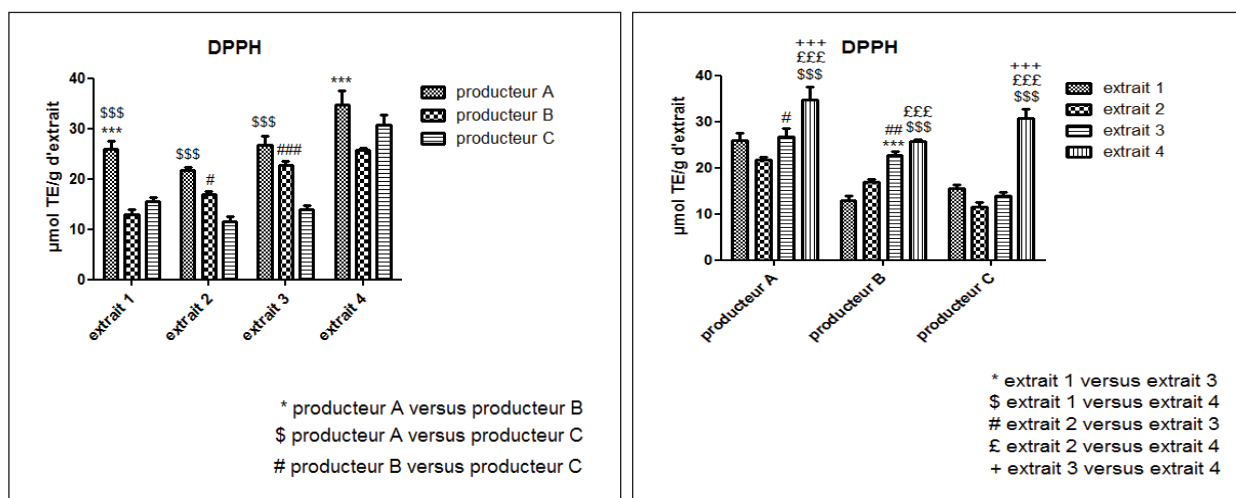 DPPH
µmol TE/g d'extrait
40
30
20
10
0
$$$
***
$$$
#
$$$
###
***
extrait 1
extrait 2
extrait 3
extrait 4
producteur A
producteur B
producteur C
* producteur A versus producteur B
$ producteur A versus producteur C
# producteur B versus producteur C
DPPH
µmol TE/g d'extrait
40
30
20
10
0
#
+++
£££
$$$
##
***
£££
$$$
+++
£££
$$$
producteur A
producteur B
producteur C
extrait 1
extrait 2
extrait 3
extrait 4
* extrait 1 versus extrait 3
$ extrait 1 versus extrait 4
# extrait 2 versus extrait 3
£ extrait 2 versus extrait 4
+ extrait 3 versus extrait 4